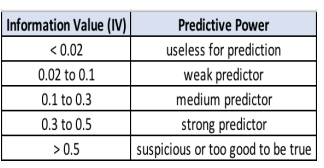 Information Value (IV) Predictive Power
< 0.02 useless for prediction
0.02 to 0.1 weak predictor
0.1 to 0.3 medium predictor
0.3 to 0.5 strong predictor
> 0.5 suspicious or too good to be true